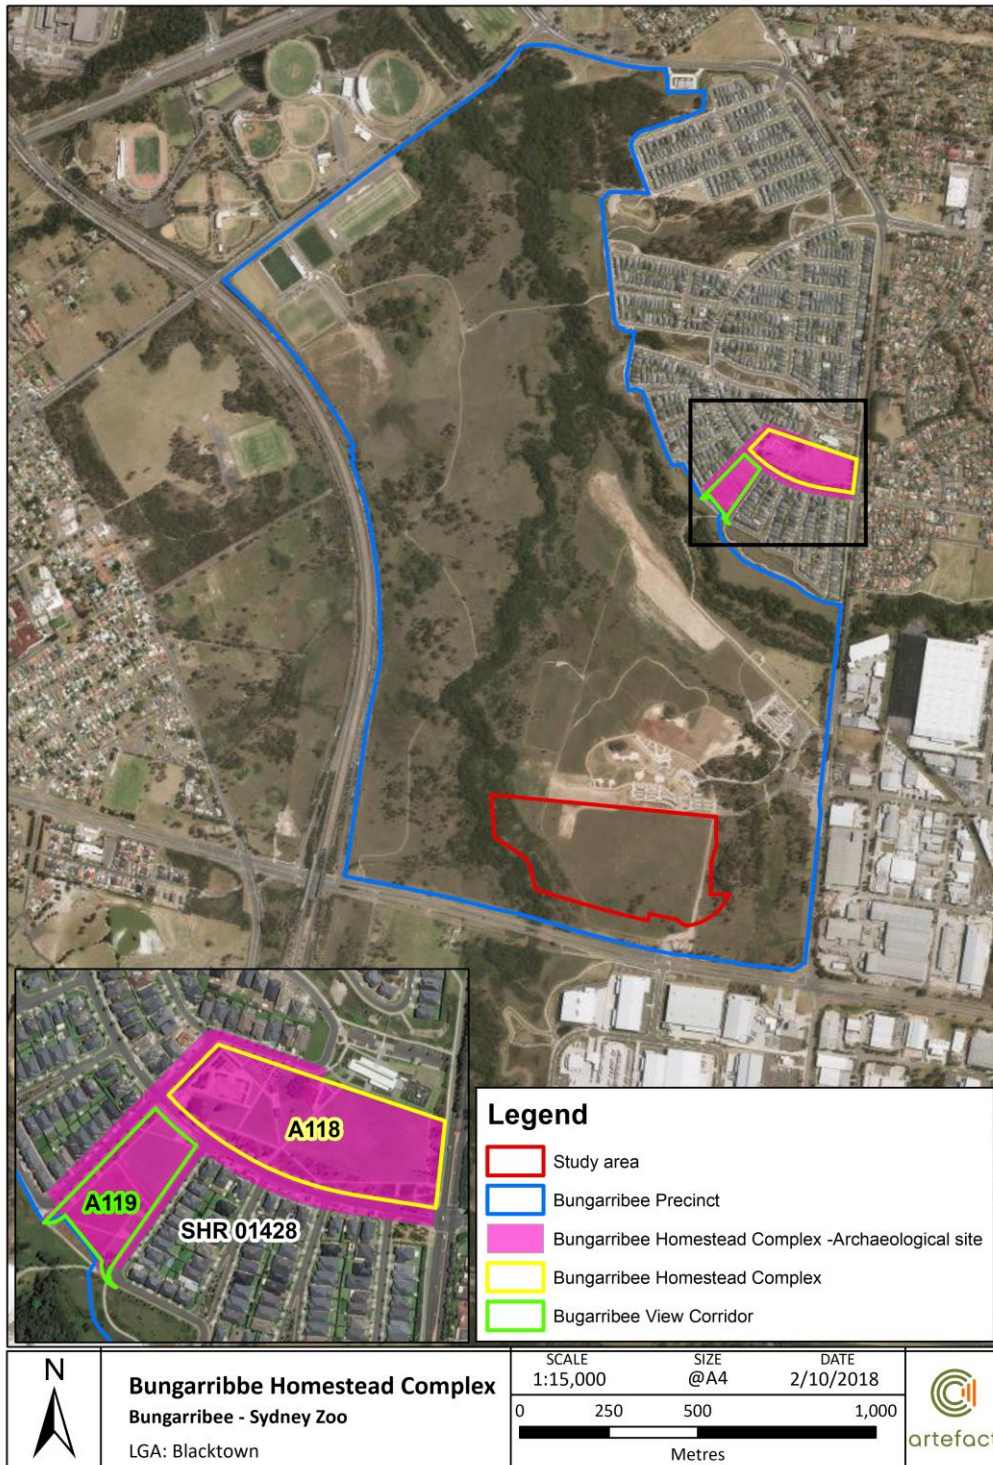 A118
A119
SHR 01428
Legend
Study area
Bungarribee Precinct
Bungarribee Homestead Complex -Archaeological site
Bungarribee Homestead Complex
Bugarribee View Corridor
N
Bungarribbe Homestead Complex
Bungarribee - Sydney Zoo
LGA: Blacktown
SCALE
1:15,000
SIZE
@A4
DATE
2/10/2018
0 250 500 1,000
Metres
artefact